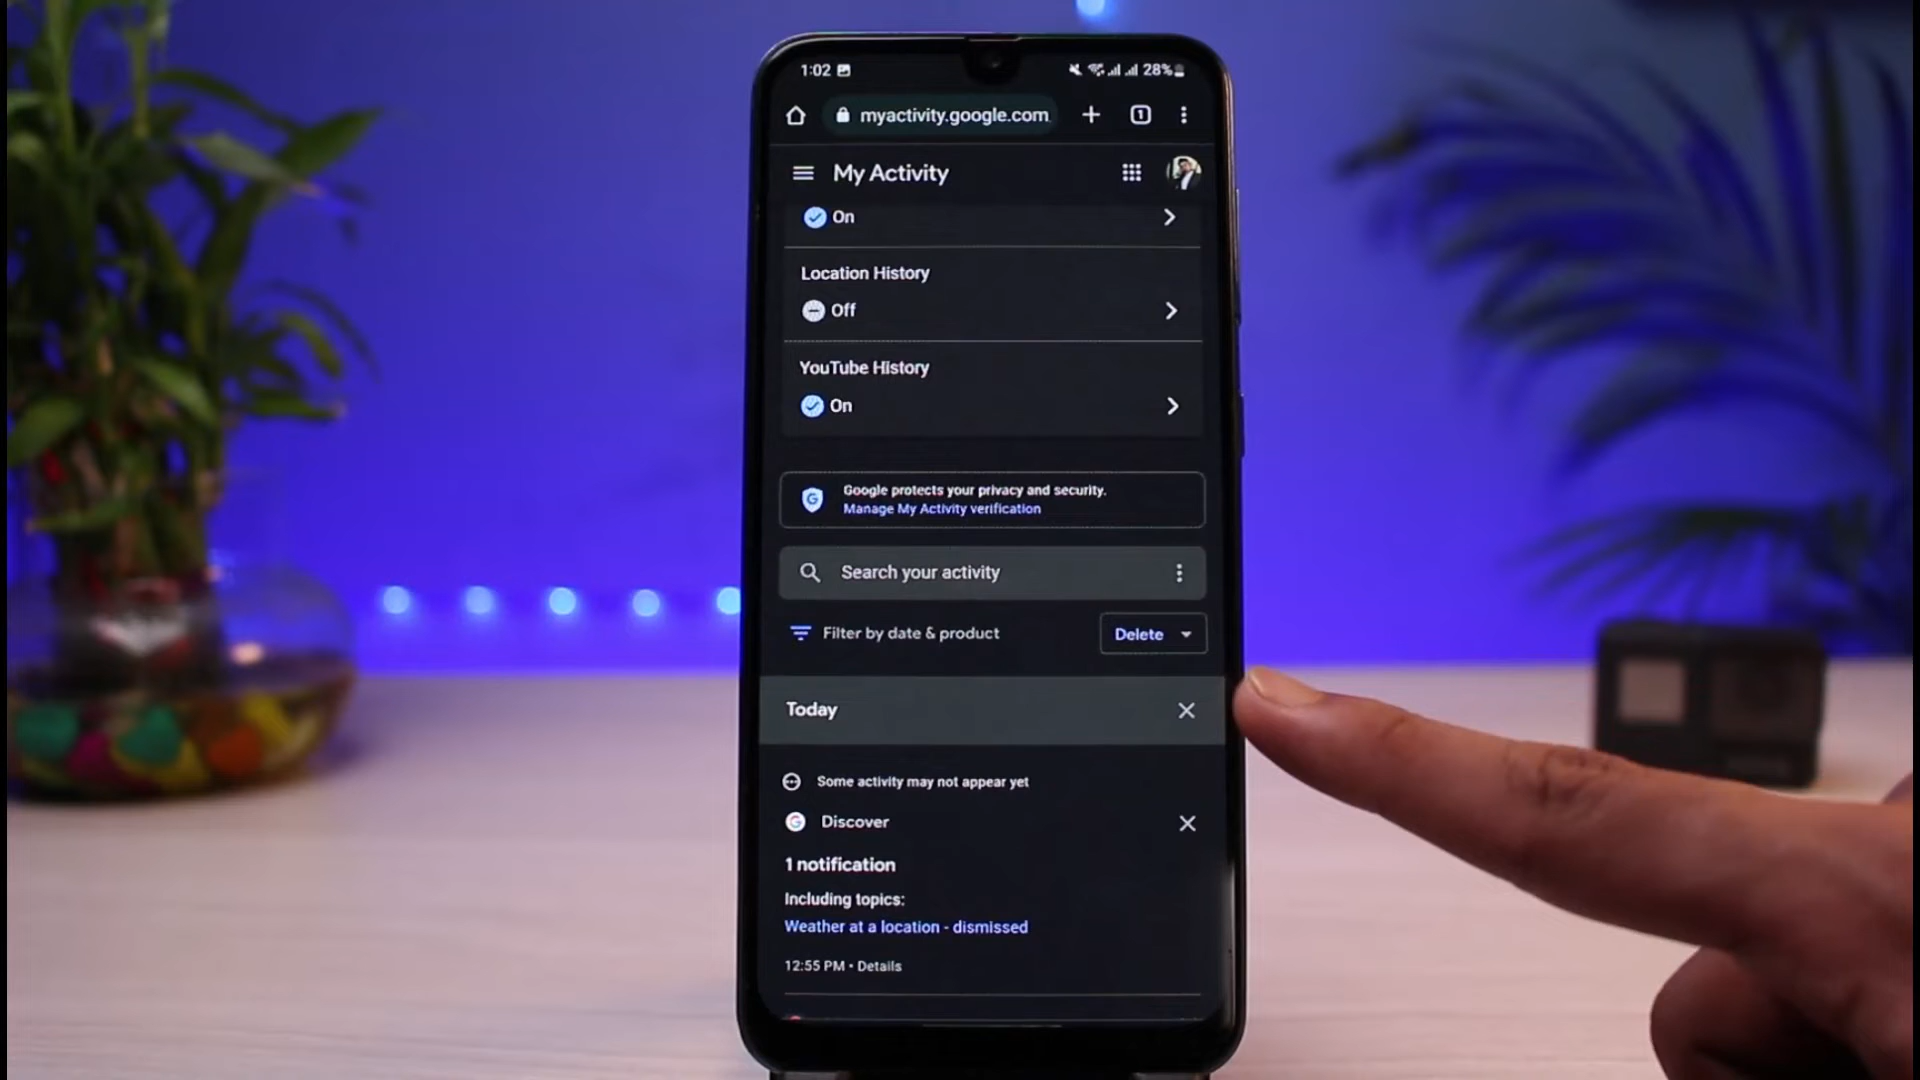 1:02
28%
myactivity.google.com
1
My Activity
On
Location History
Off
YouTube History
On
Google protects your privacy and security.
Manage My Activity verification
Search your activity
Filter by date & product
Delete
Today
Some activity may not appear yet
Discover
1 notification
Including topics:
Weather at a location - dismissed
12:55 PM • Details